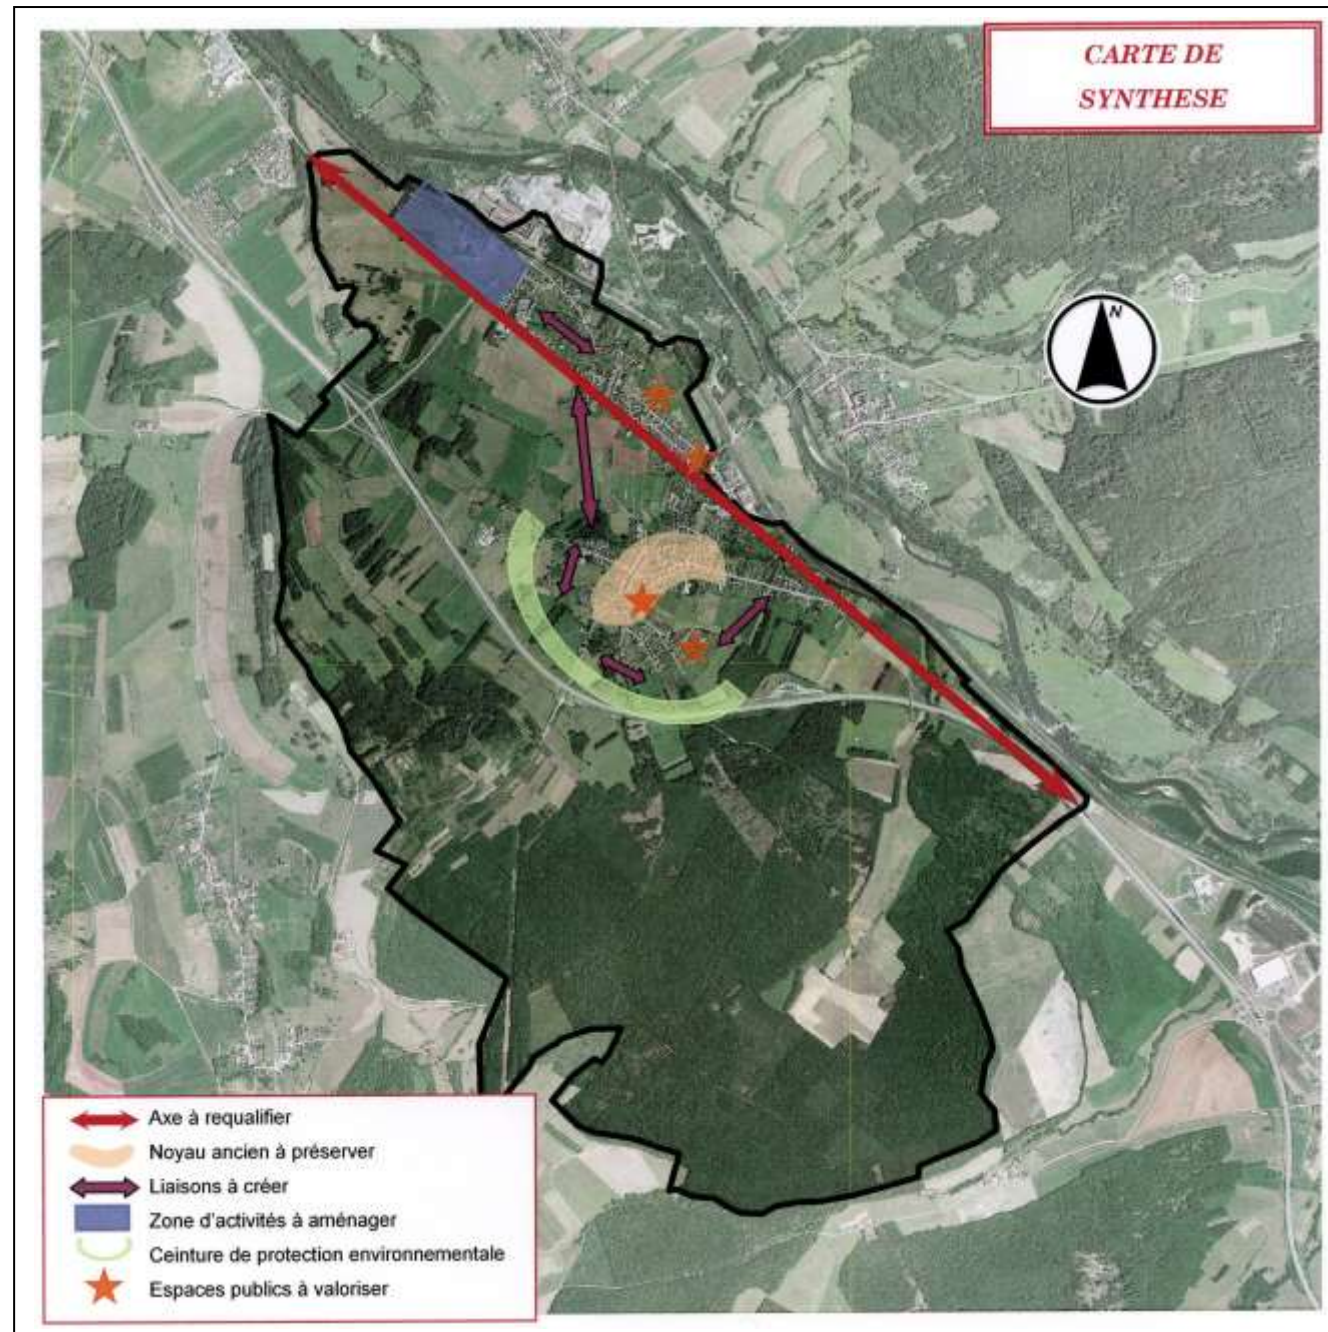 CARTE DE
SYNTHESE
N
Axe à requalifier
Noyau ancien à préserver
Liaisons à créer
Zone d'activités à aménager
Ceinture de protection environnementale
Espaces publics à valoriser